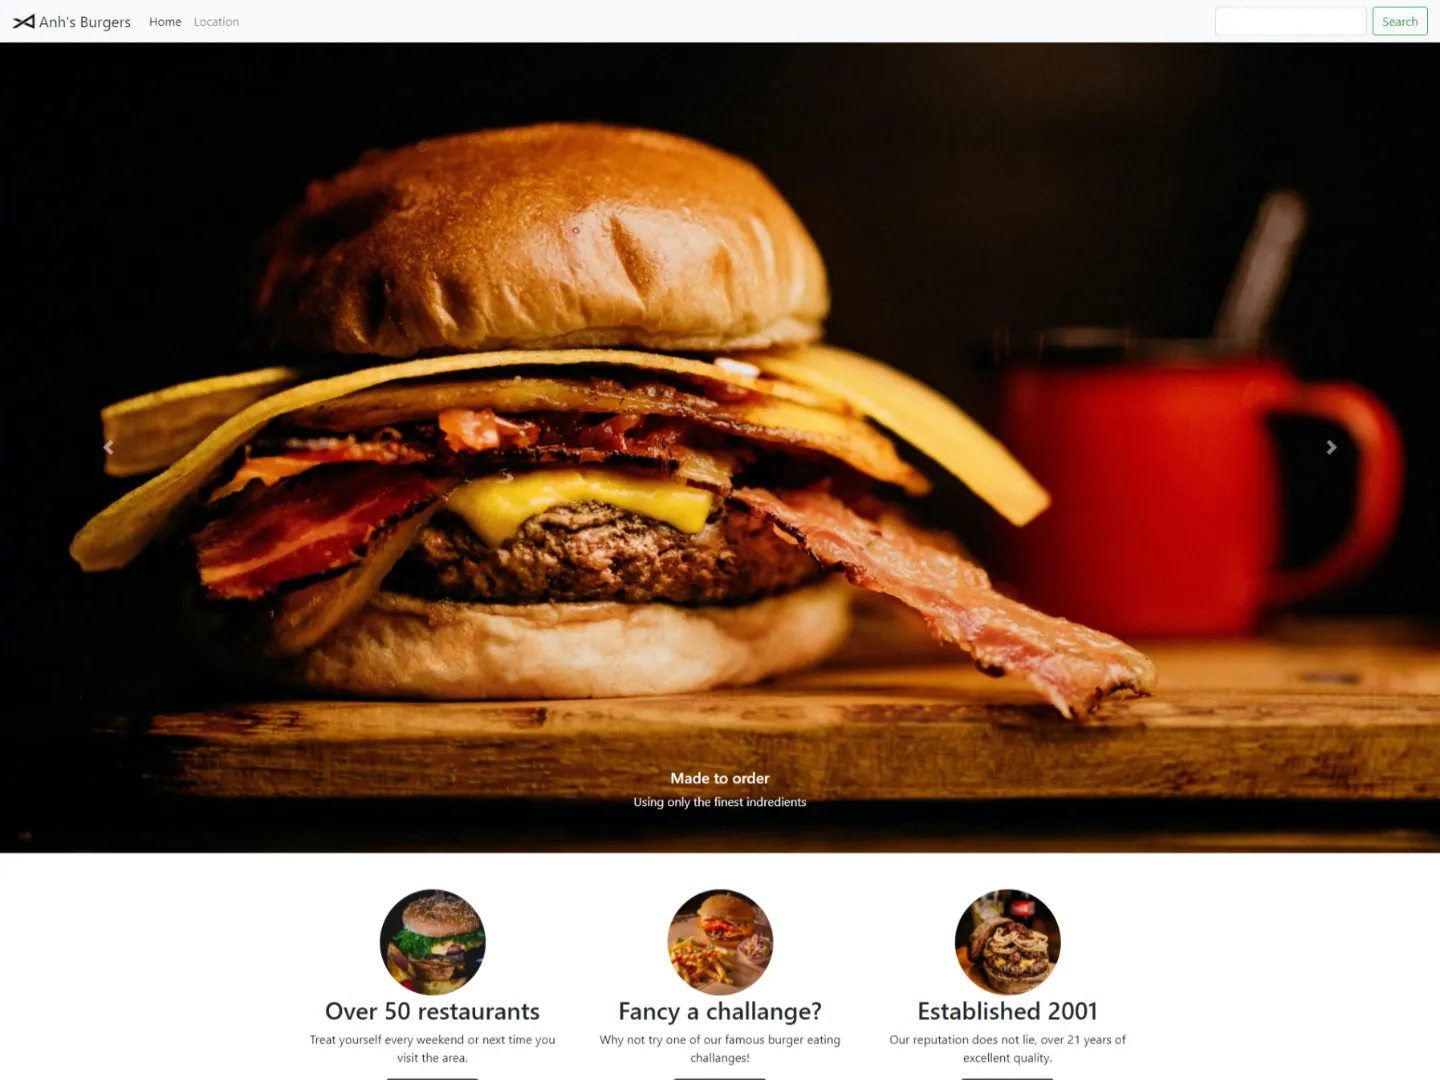 Anh's Burgers Home Location Search
Made to order
Using only the finest indredients
Over 50 restaurants
Treat yourself every weekend or next time you
visit the area.
Fancy a challange?
Why not try one of our famous burger eating
challanges!
Established 2001
Our reputation does not lie, over 21 years of
excellent quality.